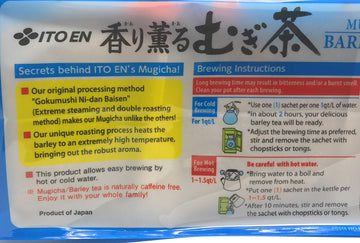 ITO EN 香り薫るむぎ茶
かお かお ちゃ
MU
BARLE
Secrets behind ITO EN's Mugicha!
■ Our original processing method
"Gokumushi Ni-dan Baisen"
(Extreme steaming and double roasting
method) makes our Mugicha unlike the others!
■ Our unique roasting process heats the
barley to an extremely high temperature,
bringing out the robust aroma.
■ This product allows easy brewing by
hot or cold water.
※ Mugicha/Barley tea is naturally caffeine free.
Enjoy it with your whole family!
Product of Japan
Brewing Instructions
Long brewing time may result in bitterness and/or a burnt smell.
Clean your pot after each brewing.
For Cold Brewing
For 1qt/L
*Use one (1) sachet per one 1qt/L of water.
*In about 2 hours, your delicious
barley tea will be ready.
*Adjust the brewing time as preferred,
stir and remove the sachet with
chopsticks or tongs.
For Hot Brewing
1~1.5qt/L
Be careful with hot water.
*Bring water to a boil and
remove from heat.
*Put one (1) sachet in the kettle per
1~1.5 qt/L.
*After 10 minutes, stir and remove
the sachet with chopsticks or tongs.